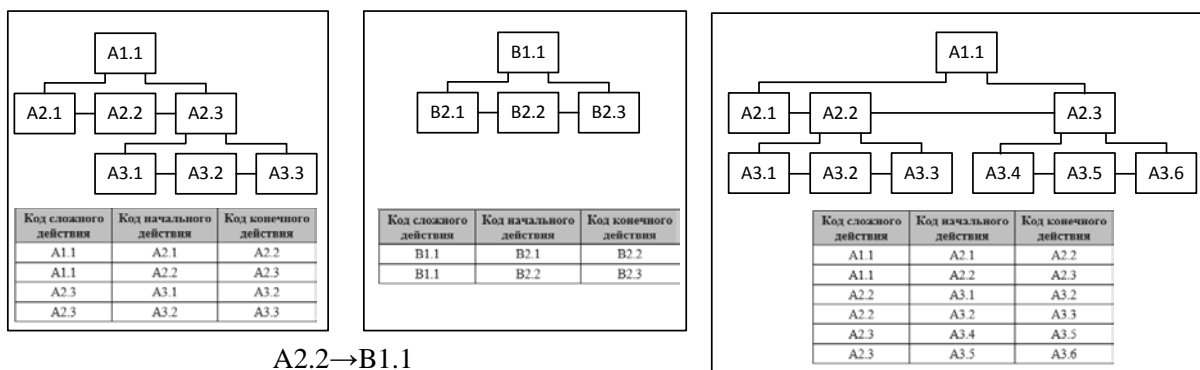 A1.1
A2.1 A2.2 A2.3
A3.1 A3.2 A3.3
Код сложного действия Код начального действия Код конечного действия
A1.1 A2.1 A2.2
A1.1 A2.2 A2.3
A2.3 A3.1 A3.2
A2.3 A3.2 A3.3
B1.1
B2.1 B2.2 B2.3
Код сложного действия Код начального действия Код конечного действия
B1.1 B2.1 B2.2
B1.1 B2.2 B2.3
A2.2→B1.1
A1.1
A2.1 A2.2 A2.3
A3.1 A3.2 A3.3 A3.4 A3.5 A3.6
Код сложного действия Код начального действия Код конечного действия
A1.1 A2.1 A2.2
A1.1 A2.2 A2.3
A2.2 A3.1 A3.2
A2.2 A3.2 A3.3
A2.3 A3.4 A3.5
A2.3 A3.5 A3.6